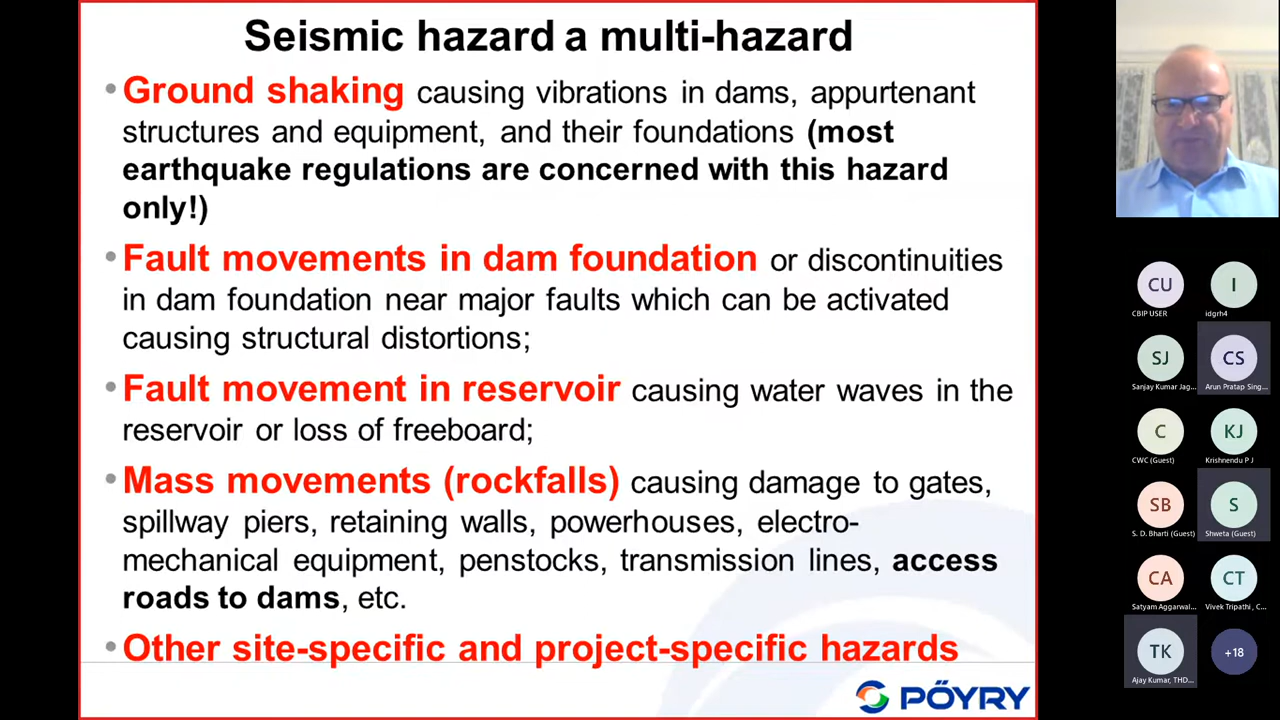 Seismic hazard a multi-hazard
• Ground shaking causing vibrations in dams, appurtenant
structures and equipment, and their foundations (most
earthquake regulations are concerned with this hazard
only!)
• Fault movements in dam foundation or discontinuities
in dam foundation near major faults which can be activated
causing structural distortions;
• Fault movement in reservoir causing water waves in the
reservoir or loss of freeboard;
• Mass movements (rockfalls) causing damage to gates,
spillway piers, retaining walls, powerhouses, electro-
mechanical equipment, penstocks, transmission lines, access
roads to dams, etc.
• Other site-specific and project-specific hazards
PŐYRY
CU
CBIP USER
I
idgrh4
SJ
Sanjay Kumar Jag...
CS
Arun Pratap Sing...
C
CWC (Guest)
KJ
Krishnendu P J
SB
S. D. Bharti (Guest)
S
Shweta (Guest)
CA
Satyam Aggarwal...
CT
Vivek Tripathi , C...
TK
Ajay Kumar, THD...
+18